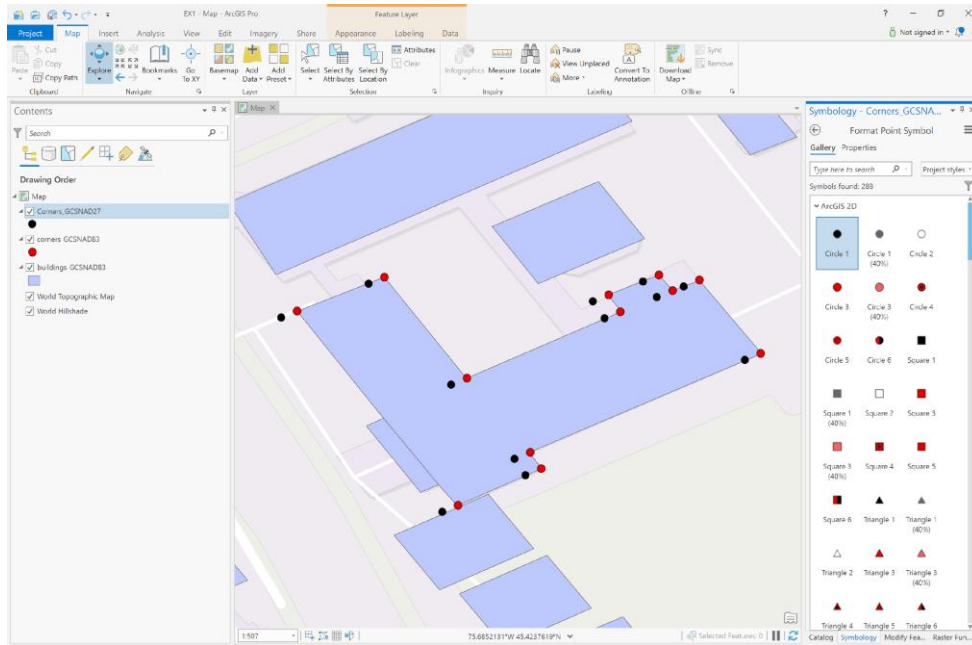 EX1 - Map - ArcGIS Pro
Feature Layer
?
Project Map Insert Analysis View Edit Imagery Share Appearance Labeling Data
Not signed in
Cut
Copy
Paste
Copy Path
Clipboard
Explore
Bookmarks
Go To XY
Navigate
Basemap
Add Data
Add Preset
Layer
Select
Select By Attributes
Select By Location
Attributes
Clear
Selection
Infographics
Measure
Locate
Inquiry
Pause
View Unplaced
More
Convert To Annotation
Labeling
Download Map
Sync
Remove
Offline
Contents
Search
Drawing Order
Map
Corners_GCSNAD27
corners GCSNAD83
buildings GCSNAD83
World Topographic Map
World Hillshade
Map
1:507
75.6852131°W 45.4237619°N
Selected Features: 0
Symbology - Corners_GCSNA...
Format Point Symbol
Gallery Properties
Type here to search
Project styles
Symbols found: 283
ArcGIS 2D
Circle 1
Circle 1 (40%)
Circle 2
Circle 3
Circle 3 (40%)
Circle 4
Circle 5
Circle 6
Square 1
Square 1 (40%)
Square 2
Square 3
Square 3 (40%)
Square 4
Square 5
Square 6
Triangle 1
Triangle 1 (40%)
Triangle 2
Triangle 3
Triangle 3 (40%)
Triangle 4
Triangle 5
Triangle 6
Catalog Symbology Modify Fea... Raster Fun...